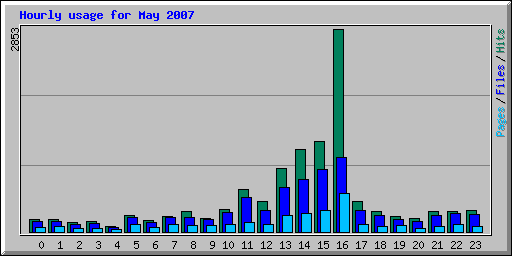 Hourly usage for May 2007
2853
Pages/Files/Hits
0 1 2 3 4 5 6 7 8 9 10 11 12 13 14 15 16 17 18 19 20 21 22 23